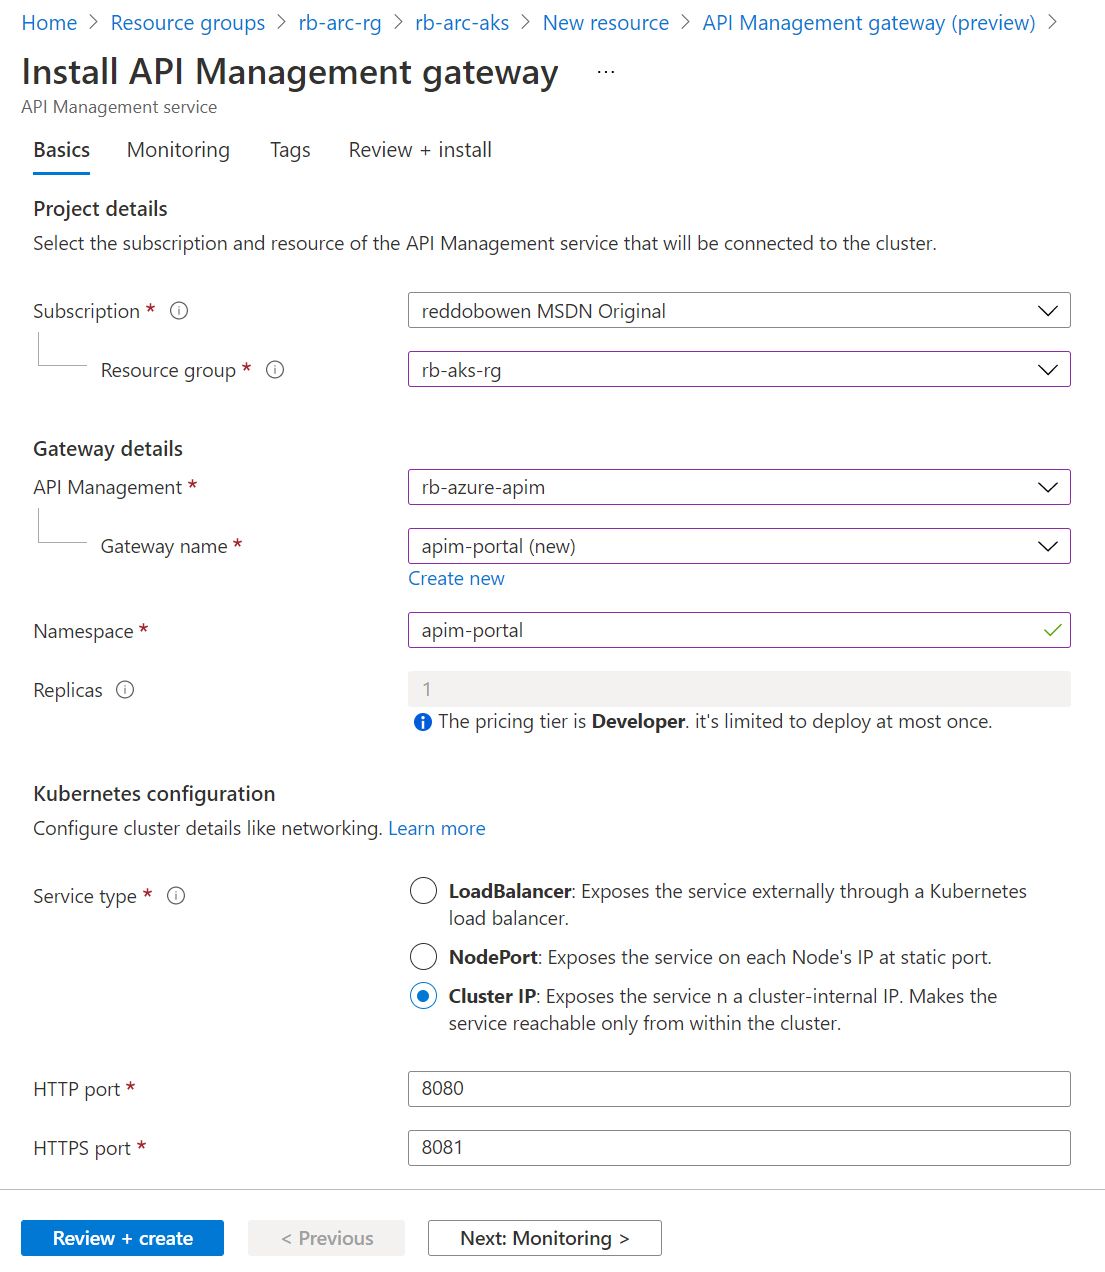 Home > Resource groups > rb-arc-rg > rb-arc-aks > New resource > API Management gateway (preview) >
Install API Management gateway ...
API Management service
Basics Monitoring Tags Review + install
Project details
Select the subscription and resource of the API Management service that will be connected to the cluster.
Subscription * reddobowen MSDN Original
Resource group * rb-aks-rg
Gateway details
API Management * rb-azure-apim
Gateway name * apim-portal (new)
Create new
Namespace * apim-portal
Replicas 1
The pricing tier is Developer. it's limited to deploy at most once.
Kubernetes configuration
Configure cluster details like networking. Learn more
Service type * LoadBalancer: Exposes the service externally through a Kubernetes
load balancer.
NodePort: Exposes the service on each Node's IP at static port.
Cluster IP: Exposes the service n a cluster-internal IP. Makes the
service reachable only from within the cluster.
HTTP port * 8080
HTTPS port * 8081
Review + create < Previous Next: Monitoring >